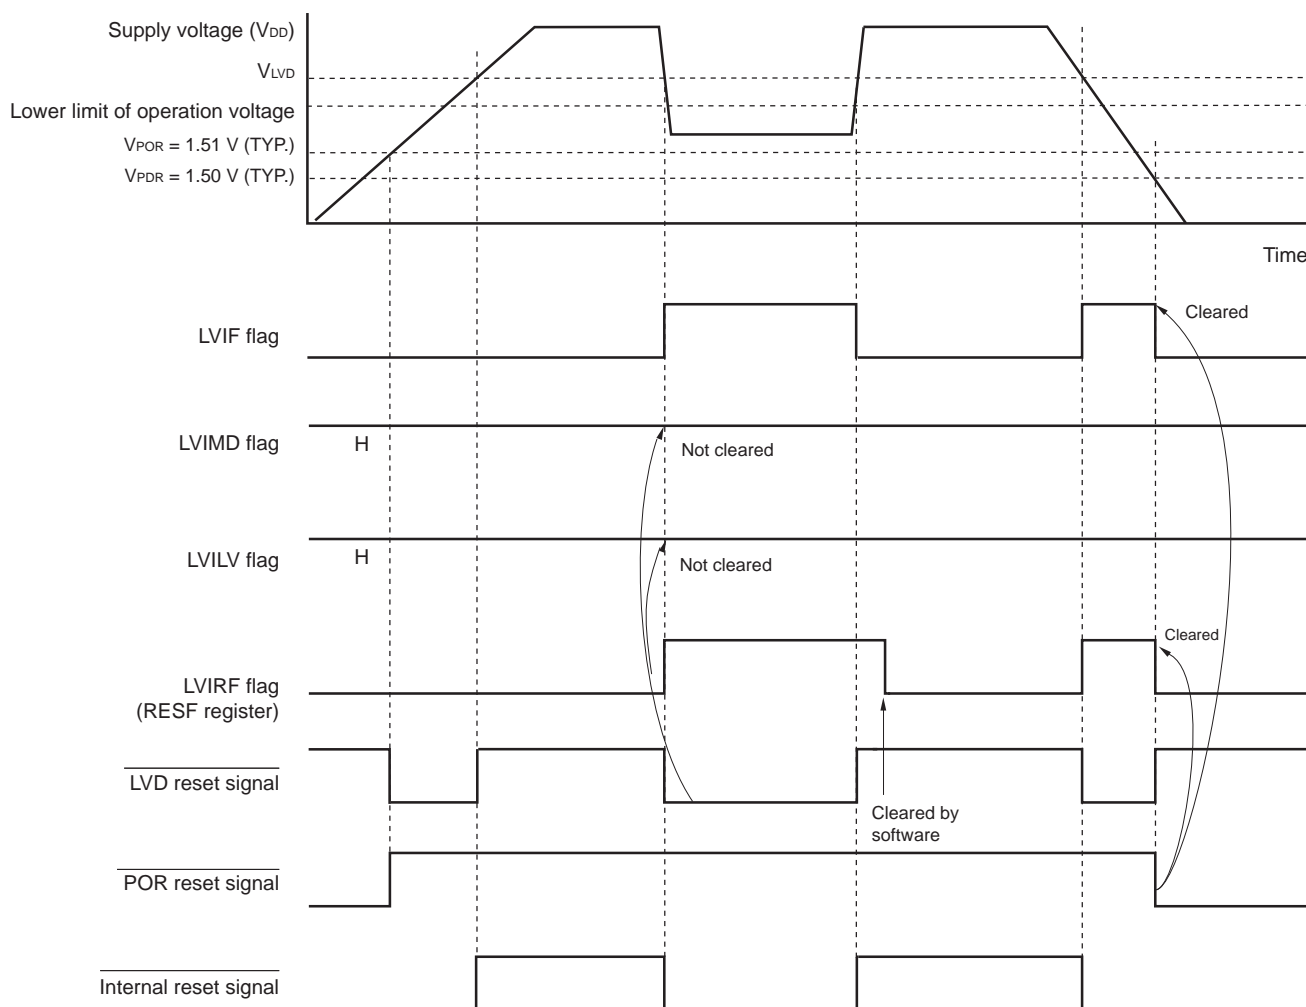 Supply voltage (VDD)
VLVD
Lower limit of operation voltage
VPOR = 1.51 V (TYP.)
VPDR = 1.50 V (TYP.)
Time
LVIF flag
Cleared
LVIMD flag
H
Not cleared
LVILV flag
H
Not cleared
LVIRF flag
(RESF register)
Cleared
LVD reset signal
Cleared by
software
POR reset signal
Internal reset signal